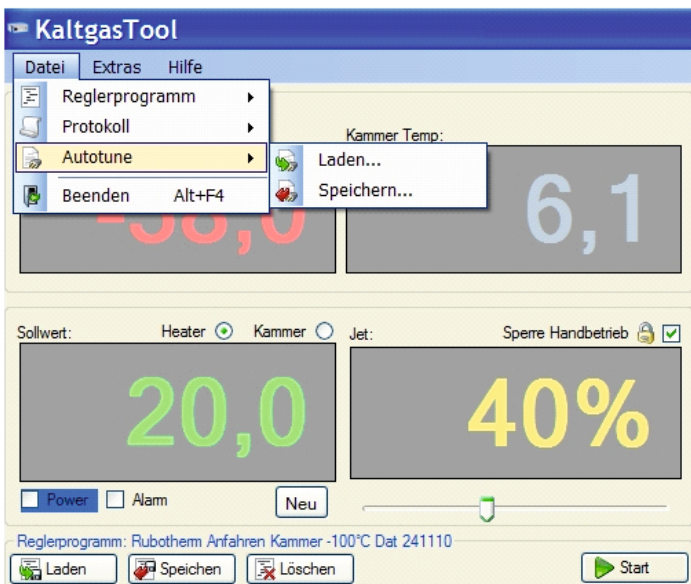 KaltgasTool
Datei Extras Hilfe
Reglerprogramm
Protokoll
Autotune
Beenden Alt+F4
Laden...
Speichern...
Kammer Temp:
6,1
Sollwert: Heater Kammer
20,0
Power Alarm Neu
Jet: Sperre Handbetrieb
40%
Reglerprogramm: Rubotherm Anfahren Kammer -100°C Dat 241110
Laden Speichen Löschen Start